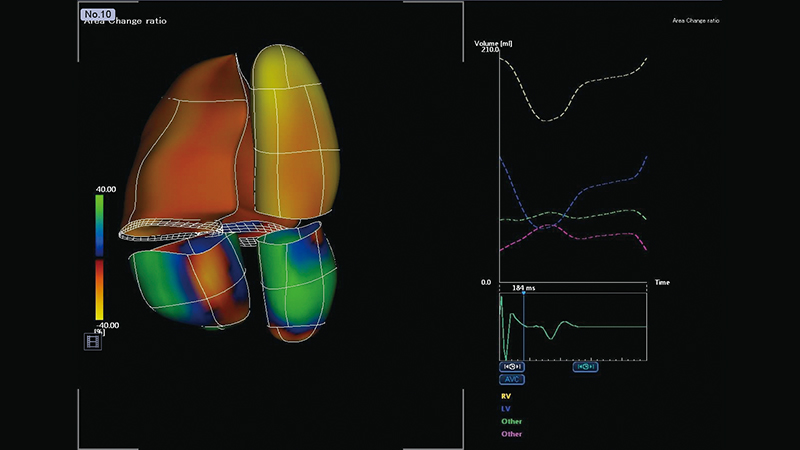 No.10
Area Change ratio
40.00
-40.00
[%]
Area Change ratio
Volume [ml]
210.0
0.0
Time
184 ms
AVC
RV
LV
Other
Other